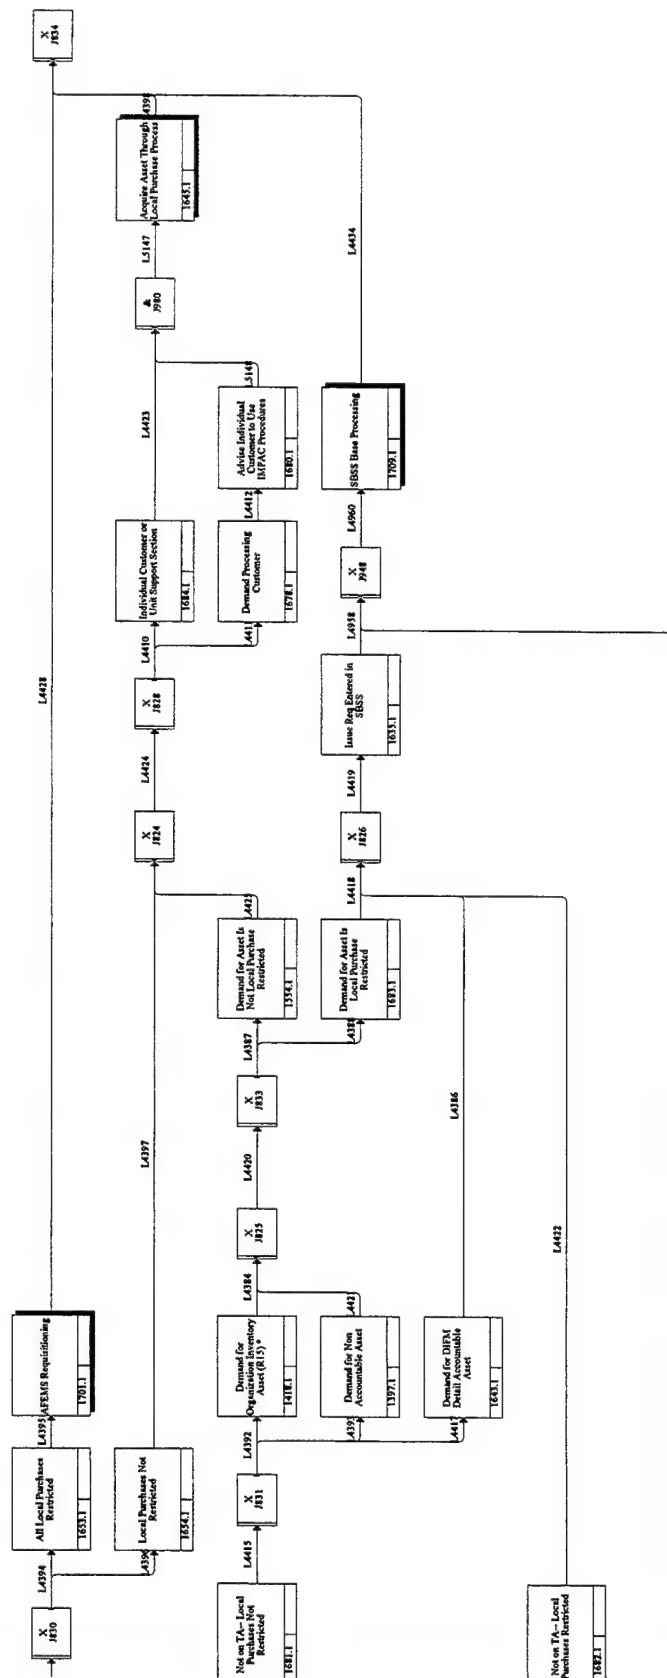 X
J834
L4428
L4395
AFEMS Requisitioning
1701.1
L4394
All Local Purchases
Restricted
1653.1
X
J830
Local Purchases Not
Restricted
1654.1
L4397
X
J824
L4424
X
J828
L4410
Individual Customer or
Unit Support Section
1684.1
L4423
&
J980
L5147
Acquire Asset Through
Local Purchase Process
1645.1
L4398
L4411
Demand Processing
Customer
1678.1
L4412
Advise Individual
Customer to Use
IMPAC Procedures
1680.1
L5148
Not on TA-- Local
Purchases Not
Restricted
1681.1
L4415
X
J831
L4392
Demand for
Organization Inventory
Asset (R15) *
1418.1
L4384
X
J825
L4420
X
J833
L4387
Demand for Asset Is
Not Local Purchase
Restricted
1554.1
L4425
L4393
Demand for Non
Accountable Asset
1397.1
L4388
Demand for Asset Is
Local Purchase
Restricted
1683.1
L4418
X
J826
L4419
Issue Req Entered in
SBSS
1635.1
L4958
X
J948
L4960
SBSS Base Processing
1709.1
L4434
L4417
Demand for DIFM
Detail Accountable
Asset
1643.1
L4386
Not on TA-- Local
Purchases Restricted
1682.1
L4422